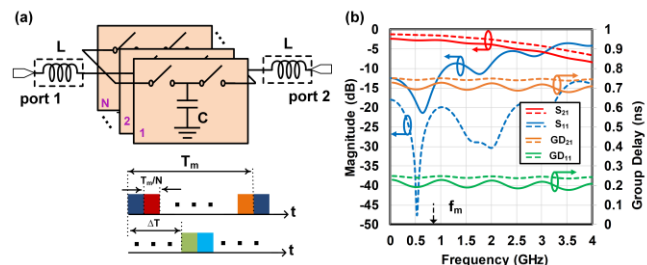 (a)
L
L
port 1
port 2
N
2
1
C
Tm
Tm/N
t
ΔT
t
(b)
Magnitude (dB)
0
-5
-10
-15
-20
-25
-30
-35
-40
-45
-50
S21
S11
GD21
GD11
fm
1
0.9
0.8
0.7
0.6
0.5
0.4
0.3
0.2
0.1
0
Group Delay (ns)
0 0.5 1 1.5 2 2.5 3 3.5 4
Frequency (GHz)